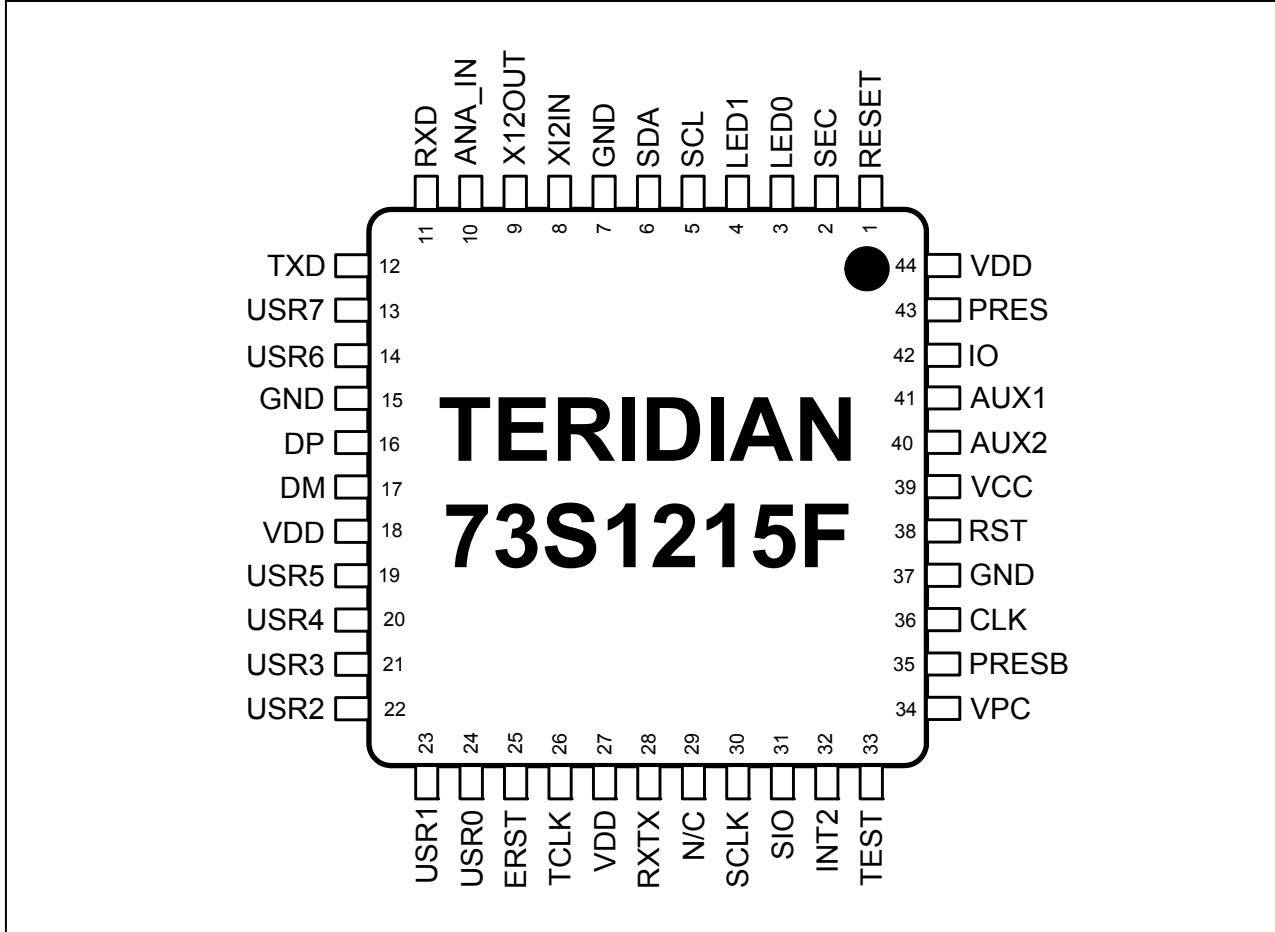 RXD ANA_IN X12OUT XI2IN GND SDA SCL LED1 LED0 SEC RESET
11 10 9 8 7 6 5 4 3 2 1
TXD 12 44 VDD
USR7 13 43 PRES
USR6 14 42 IO
GND 15 41 AUX1
DP 16 40 AUX2
DM 17 39 VCC
VDD 18 38 RST
USR5 19 37 GND
USR4 20 36 CLK
USR3 21 35 PRESB
USR2 22 34 VPC
TERIDIAN
73S1215F
23 24 25 26 27 28 29 30 31 32 33
USR1 USR0 ERST TCLK VDD RXTX N/C SCLK SIO INT2 TEST